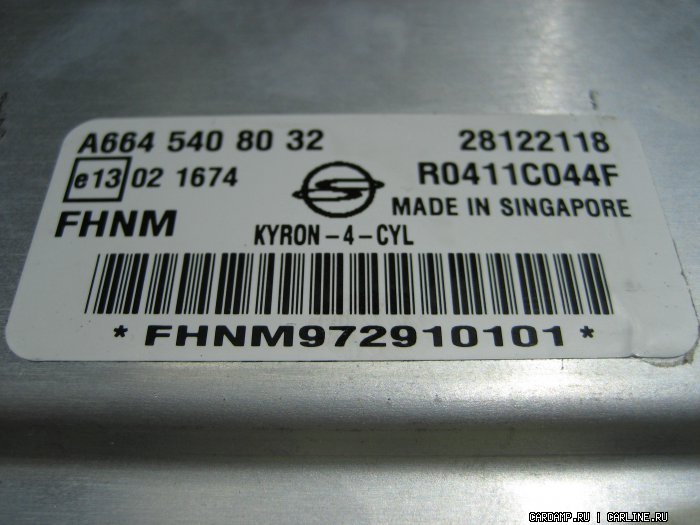 A664 540 80 32 28122118
e13 02 1674 R0411C044F
FHNM MADE IN SINGAPORE
KYRON-4-CYL
*FHNM972910101*
CARDAMP.RU | CARLINE.RU